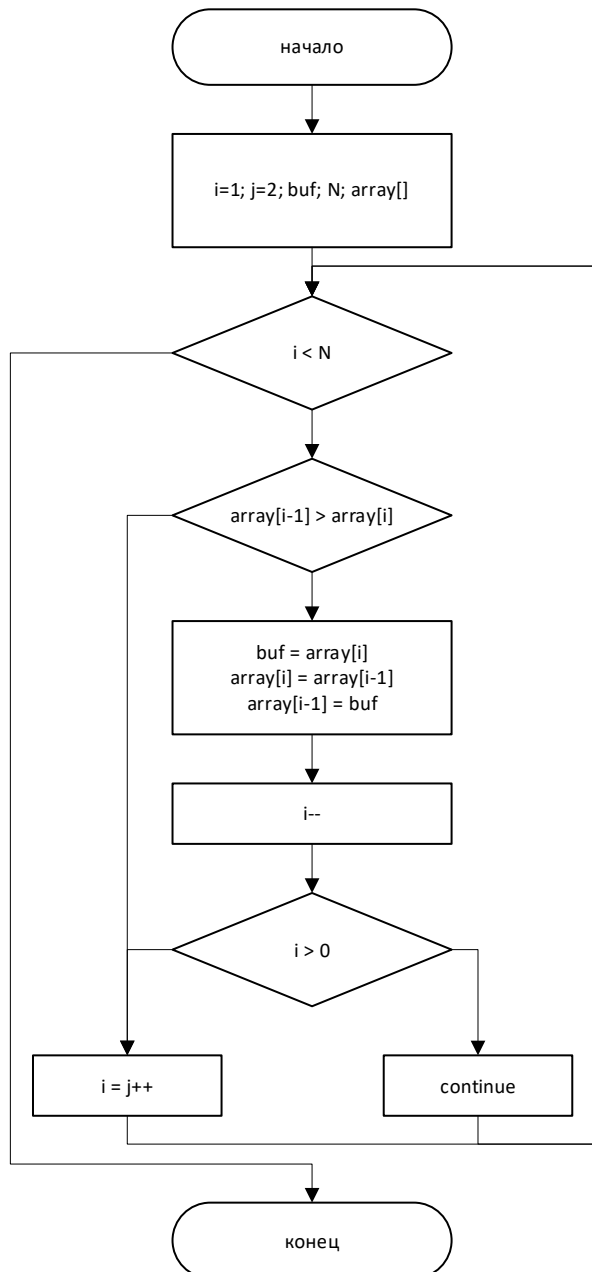 начало
i=1; j=2; buf; N; array[]
i < N
array[i-1] > array[i]
buf = array[i]
array[i] = array[i-1]
array[i-1] = buf
i--
i > 0
i = j++
continue
конец